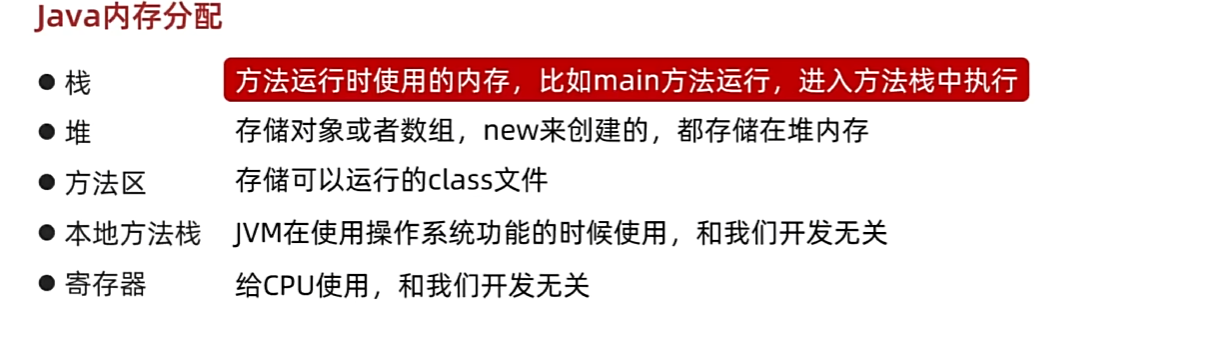 Java内存分配
● 栈 方法运行时使用的内存，比如main方法运行，进入方法栈中执行
● 堆 存储对象或者数组，new来创建的，都存储在堆内存
● 方法区 存储可以运行的class文件
● 本地方法栈 JVM在使用操作系统功能的时候使用，和我们开发无关
● 寄存器 给CPU使用，和我们开发无关